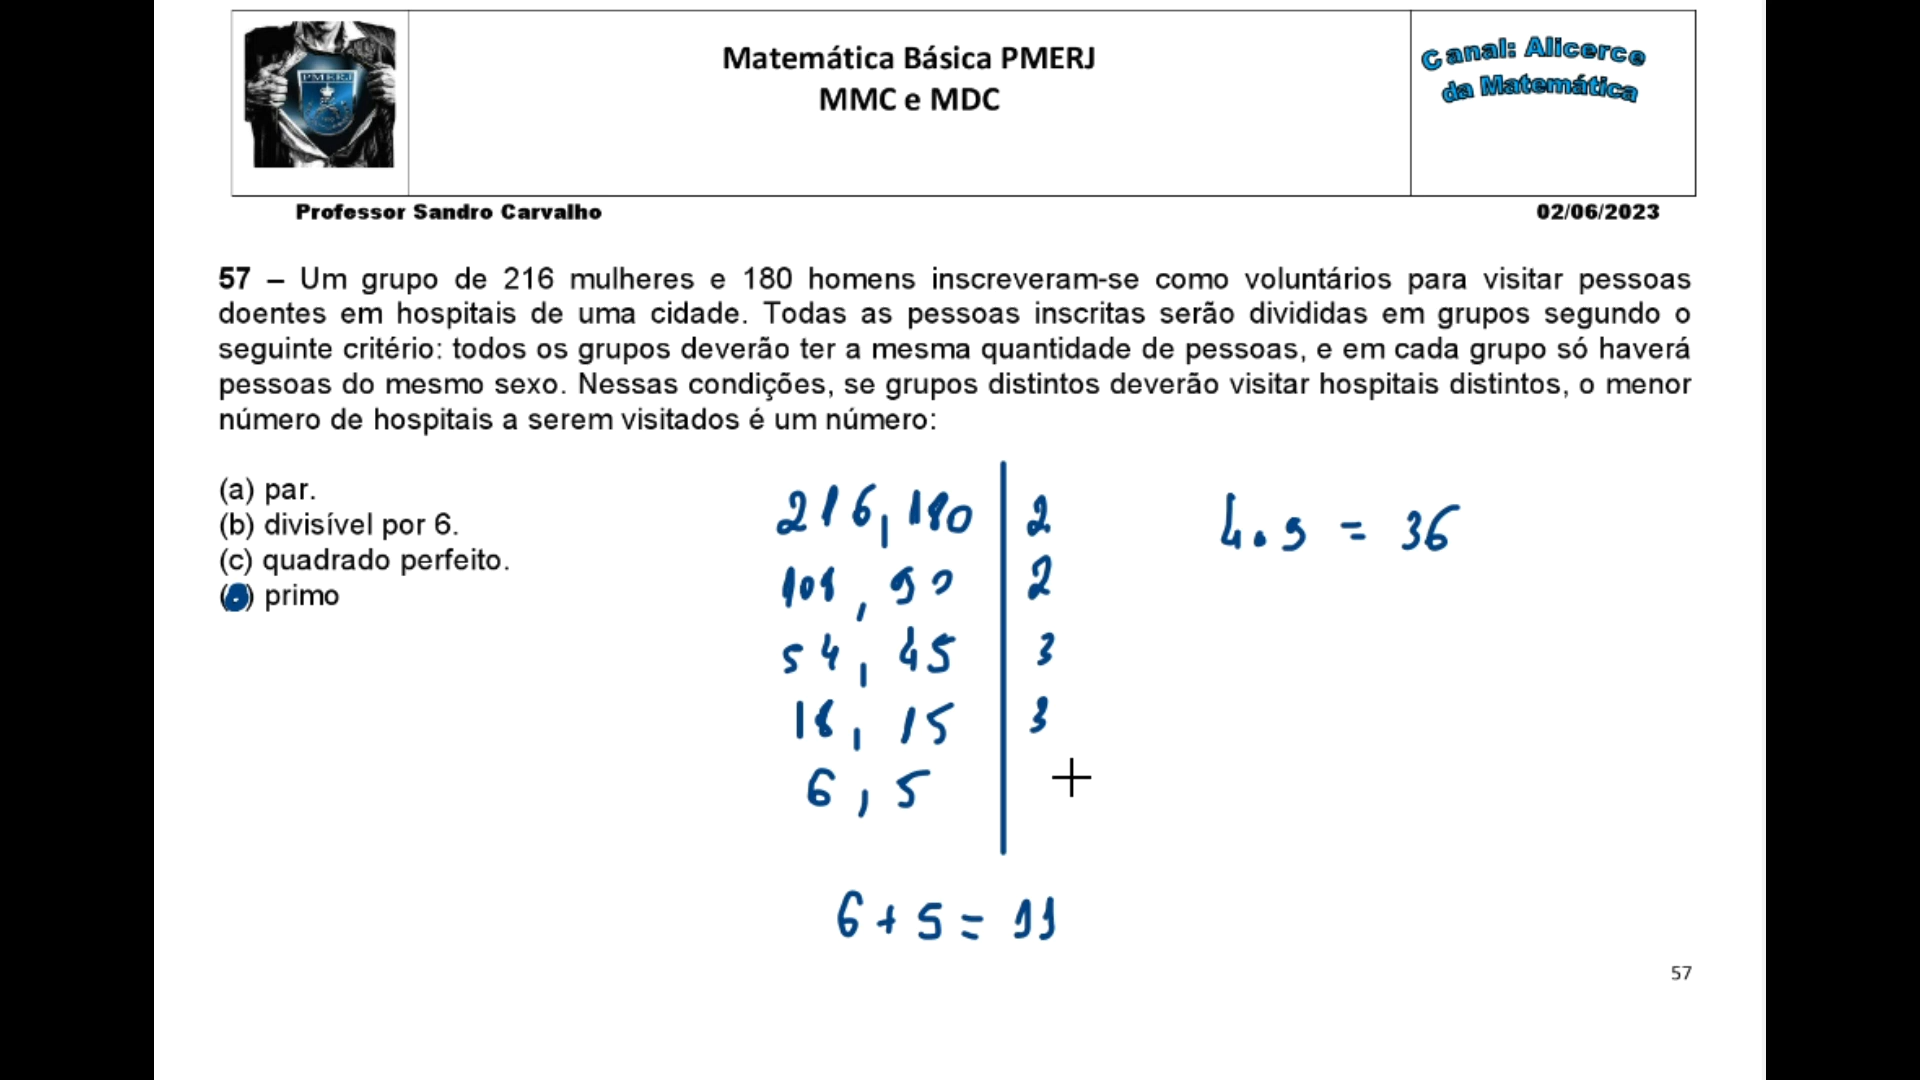 PMERJ
Matemática Básica PMERJ
MMC e MDC
Canal: Alicerce
da Matemática
Professor Sandro Carvalho
02/06/2023
57 – Um grupo de 216 mulheres e 180 homens inscreveram-se como voluntários para visitar pessoas
doentes em hospitais de uma cidade. Todas as pessoas inscritas serão divididas em grupos segundo o
seguinte critério: todos os grupos deverão ter a mesma quantidade de pessoas, e em cada grupo só haverá
pessoas do mesmo sexo. Nessas condições, se grupos distintos deverão visitar hospitais distintos, o menor
número de hospitais a serem visitados é um número:
(a) par.
(b) divisível por 6.
(c) quadrado perfeito.
( ) primo
216, 180 | 2
108, 90 | 2
54, 45 | 3
18, 15 | 3
6, 5
6 + 5 = 11
4 . 9 = 36
57